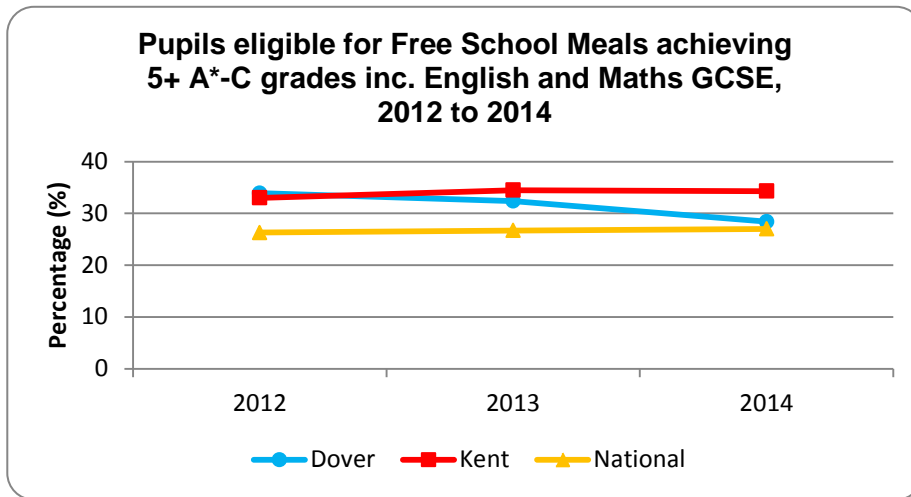 Pupils eligible for Free School Meals achieving
5+ A*-C grades inc. English and Maths GCSE,
2012 to 2014
Percentage (%)
40
30
20
10
0
2012 2013 2014
Dover Kent National